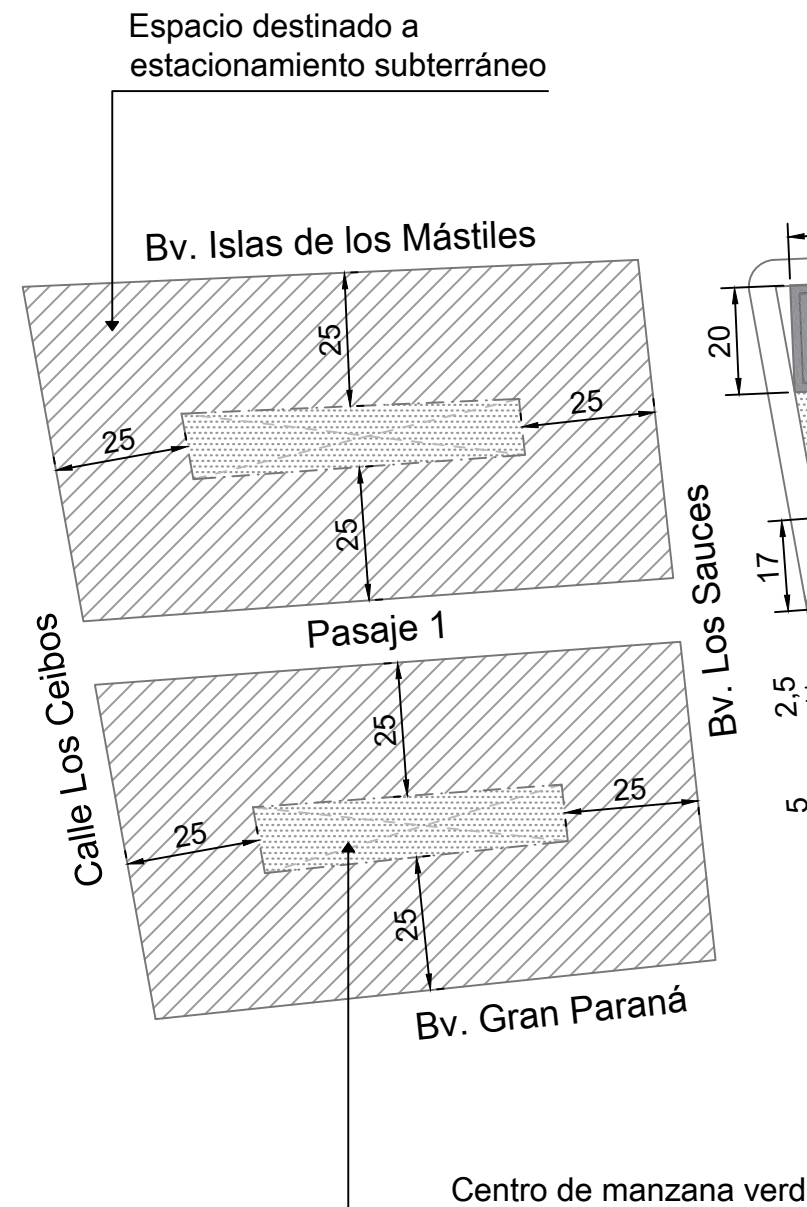 Espacio destinado a
estacionamiento subterráneo
Bv. Islas de los Mástiles
25
25
25
25
20
17
2,5
5
Bv. Los Sauces
Pasaje 1
Calle Los Ceibos
25
25
25
25
Bv. Gran Paraná
Centro de manzana verd